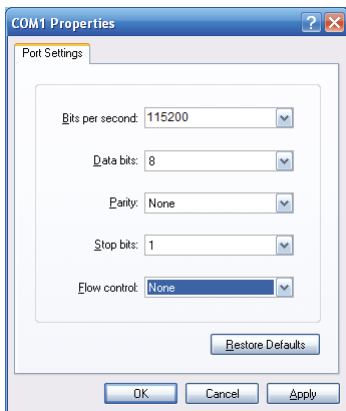 COM1 Properties
Port Settings
Bits per second: 115200
Data bits: 8
Parity: None
Stop bits: 1
Flow control: None
Restore Defaults
OK Cancel Apply